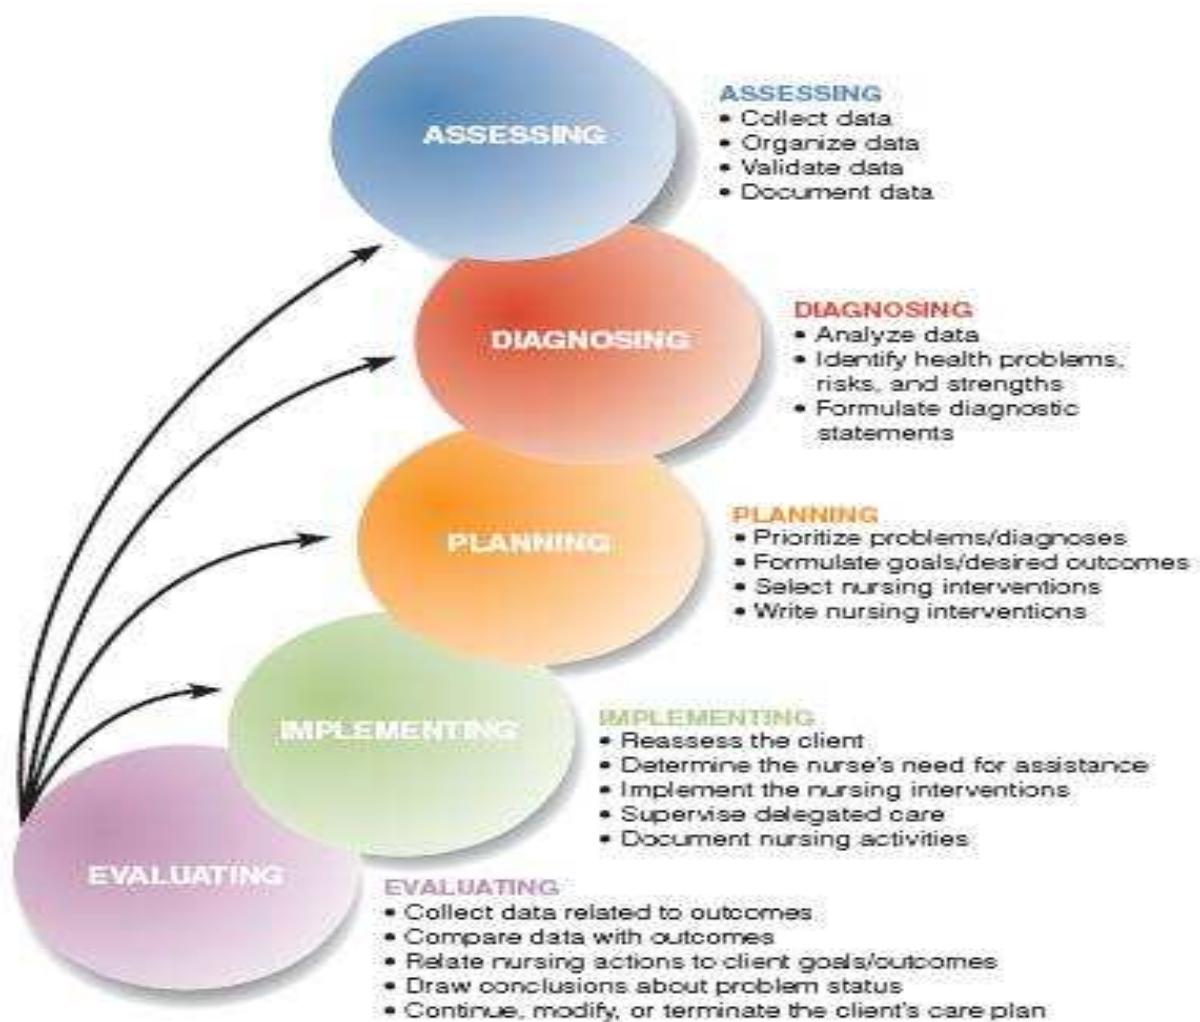 ASSESSING
ASSESSING
• Collect data
• Organize data
• Validate data
• Document data
DIAGNOSING
DIAGNOSING
• Analyze data
• Identify health problems,
risks, and strengths
• Formulate diagnostic
statements
PLANNING
PLANNING
• Prioritize problems/diagnoses
• Formulate goals/desired outcomes
• Select nursing interventions
• Write nursing interventions
IMPLEMENTING
IMPLEMENTING
• Reassess the client
• Determine the nurse's need for assistance
• Implement the nursing interventions
• Supervise delegated care
• Document nursing activities
EVALUATING
EVALUATING
• Collect data related to outcomes
• Compare data with outcomes
• Relate nursing actions to client goals/outcomes
• Draw conclusions about problem status
• Continue, modify, or terminate the client's care plan